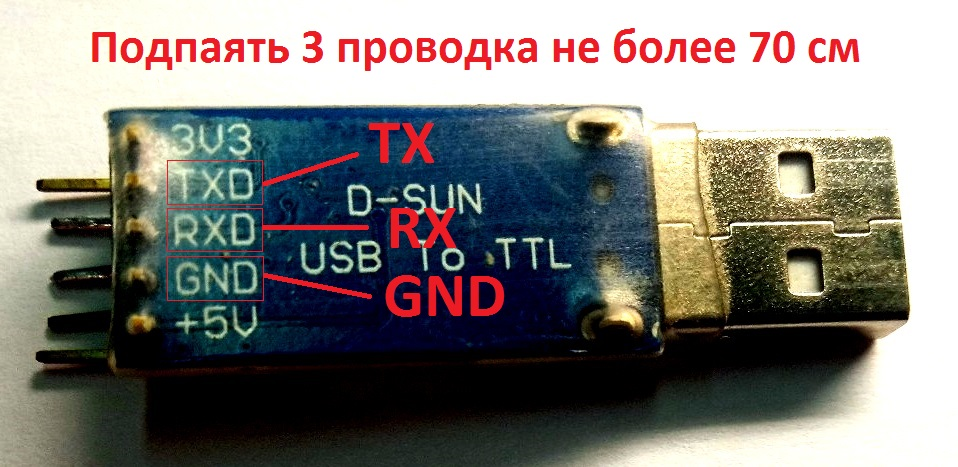 Подпаять 3 проводка не более 70 см
3V3
TXD
TX
D-SUN
RXD
RX
USB To TTL
GND
GND
+5V